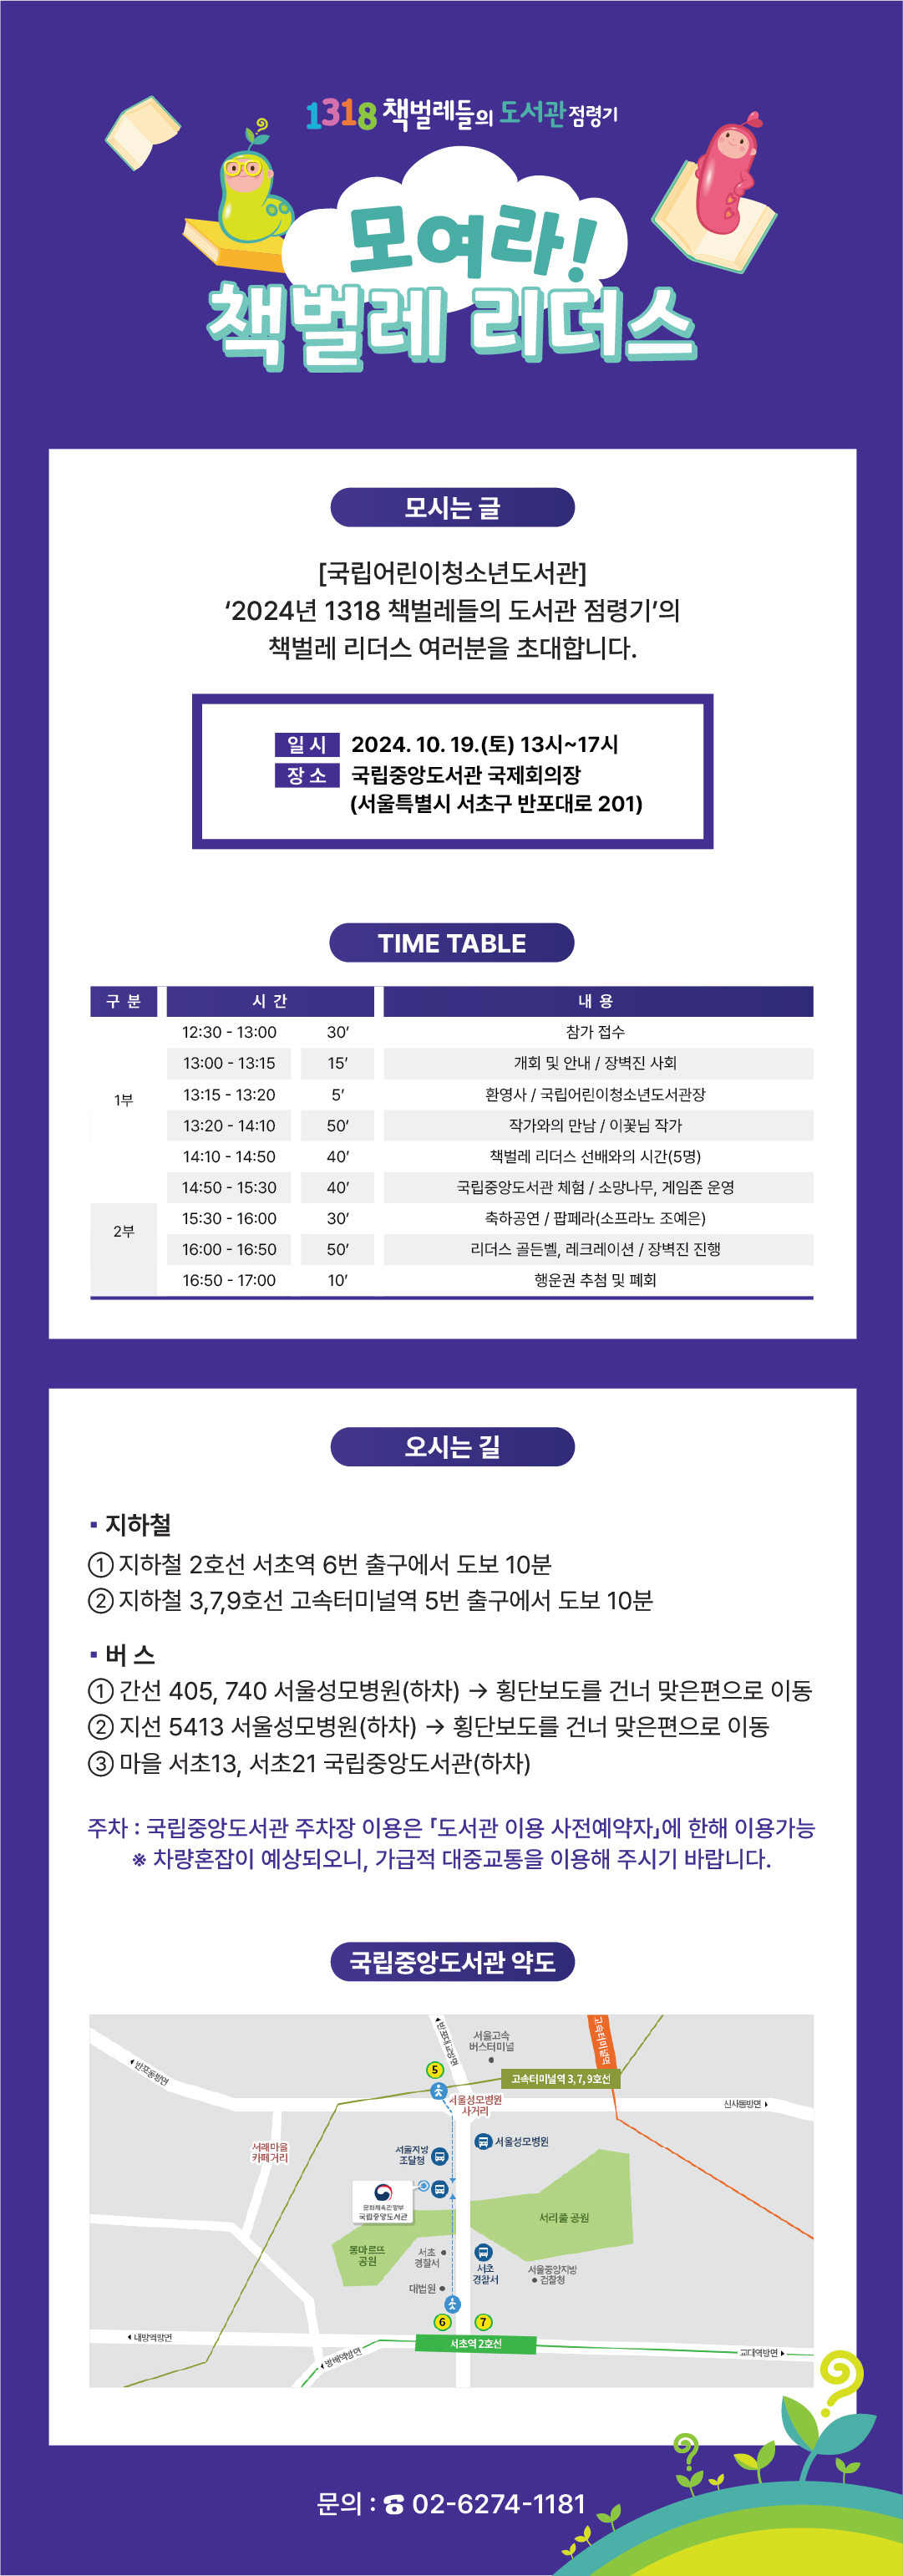 1318 책벌레들의 도서관 점령기
모여라!
책벌레 리더스
모시는 글
[국립어린이청소년도서관]
‘2024년 1318 책벌레들의 도서관 점령기’의
책벌레 리더스 여러분을 초대합니다.
일 시 2024. 10. 19.(토) 13시~17시
장 소 국립중앙도서관 국제회의장
(서울특별시 서초구 반포대로 201)
TIME TABLE
구 분 시 간 내 용
12:30 - 13:00 30′ 참가 접수
13:00 - 13:15 15′ 개회 및 안내 / 장벽진 사회
1부 13:15 - 13:20 5′ 환영사 / 국립어린이청소년도서관장
13:20 - 14:10 50′ 작가와의 만남 / 이꽃님 작가
14:10 - 14:50 40′ 책벌레 리더스 선배와의 시간(5명)
14:50 - 15:30 40′ 국립중앙도서관 체험 / 소망나무, 게임존 운영
2부 15:30 - 16:00 30′ 축하공연 / 팝페라(소프라노 조예은)
16:00 - 16:50 50′ 리더스 골든벨, 레크레이션 / 장벽진 진행
16:50 - 17:00 10′ 행운권 추첨 및 폐회
오시는 길
▪ 지하철
① 지하철 2호선 서초역 6번 출구에서 도보 10분
② 지하철 3,7,9호선 고속터미널역 5번 출구에서 도보 10분
▪ 버 스
① 간선 405, 740 서울성모병원(하차) → 횡단보도를 건너 맞은편으로 이동
② 지선 5413 서울성모병원(하차) → 횡단보도를 건너 맞은편으로 이동
③ 마을 서초13, 서초21 국립중앙도서관(하차)
주차 : 국립중앙도서관 주차장 이용은 「도서관 이용 사전예약자」에 한해 이용가능
※ 차량혼잡이 예상되오니, 가급적 대중교통을 이용해 주시기 바랍니다.
국립중앙도서관 약도
반포대교방면
서울고속
버스터미널
고속터미널역
반포동방면
5
고속터미널역 3, 7, 9호선
서울성모병원
사거리
신사동방면
서래마을
카페거리
서울지방
조달청
서울성모병원
문화체육관광부
국립중앙도서관
서리풀 공원
몽마르뜨
공원
서초
경찰서
서초
경찰서
서울중앙지방
검찰청
대법원
6
7
내방역방면
서초역 2호선
방배역방면
교대역방면
문의 : ☎ 02-6274-1181